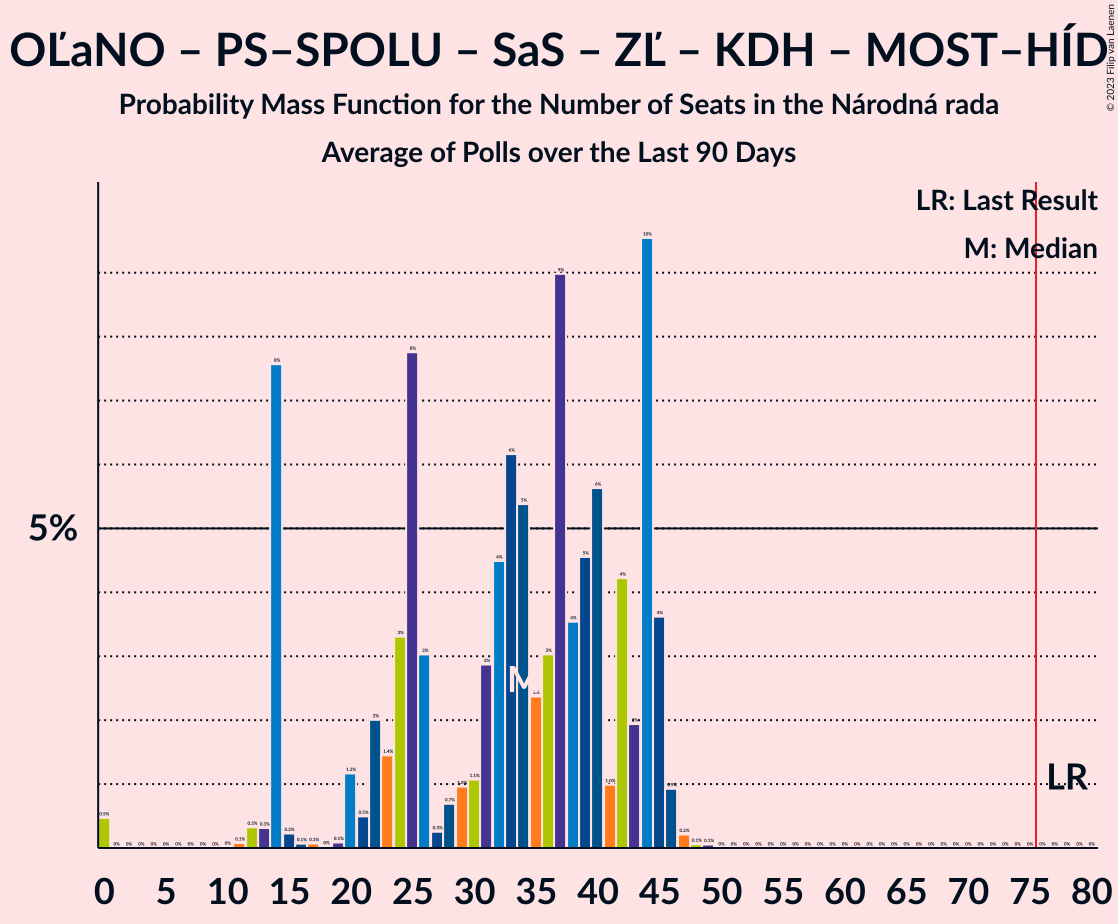 OĽaNO – PS–SPOLU – SaS – ZĽ – KDH – MOST–HÍD
© 2023 Filip van Laenen
Probability Mass Function for the Number of Seats in the Národná rada
Average of Polls over the Last 90 Days
LR: Last Result
M: Median
5%
M
LR
0 5 10 15 20 25 30 35 40 45 50 55 60 65 70 75 80